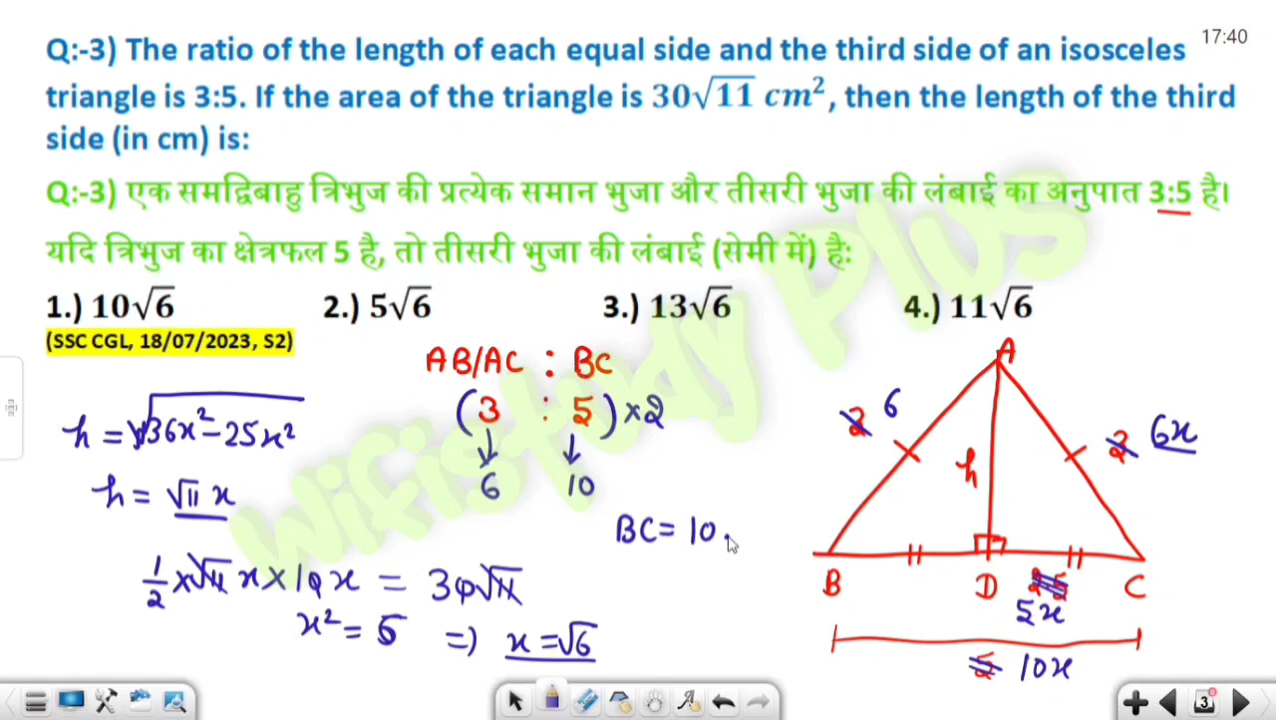 17:40
Q:-3) The ratio of the length of each equal side and the third side of an isosceles
triangle is 3:5. If the area of the triangle is 30√11 cm², then the length of the third
side (in cm) is:
Q:-3) एक समद्विबाहु त्रिभुज की प्रत्येक समान भुजा और तीसरी भुजा की लंबाई का अनुपात 3:5 है।
यदि त्रिभुज का क्षेत्रफल 5 है, तो तीसरी भुजा की लंबाई (सेमी में) है:
1.) 10√6 2.) 5√6 3.) 13√6 4.) 11√6
(SSC CGL, 18/07/2023, S2)
wifistudy Plus
AB/AC : BC
(3 : 5)×2
6 10
BC = 10.
h = √36x²-25x²
h = √11 x
1/2 × √11 x × 10x = 30√11
x² = 6 => x = √6
A
6
6x
h
B D C
5x
10x
3